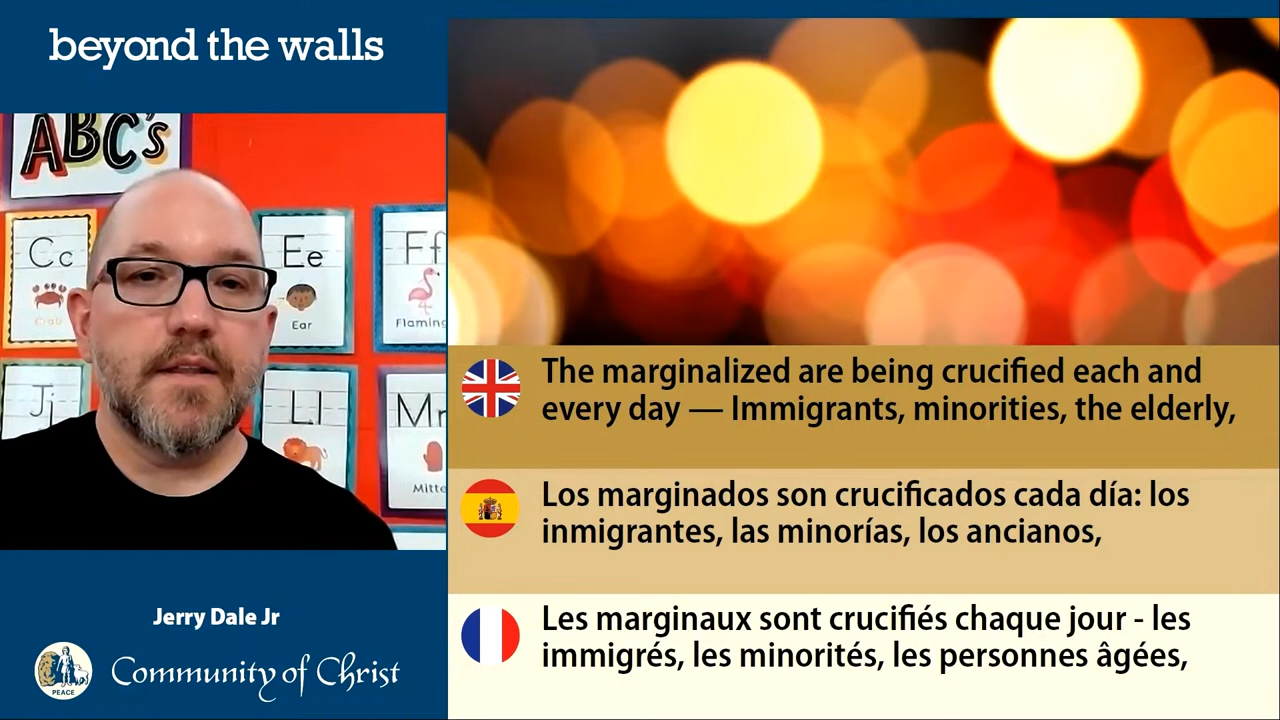 beyond the walls
ABC's
Cc
Crab
Ee
Ear
Ff
Flaming
Jj
Ll
Mm
Mitte
Jerry Dale Jr
PEACE
Community of Christ
The marginalized are being crucified each and
every day — Immigrants, minorities, the elderly,
Los marginados son crucificados cada día: los
inmigrantes, las minorías, los ancianos,
Les marginaux sont crucifiés chaque jour - les
immigrés, les minorités, les personnes âgées,